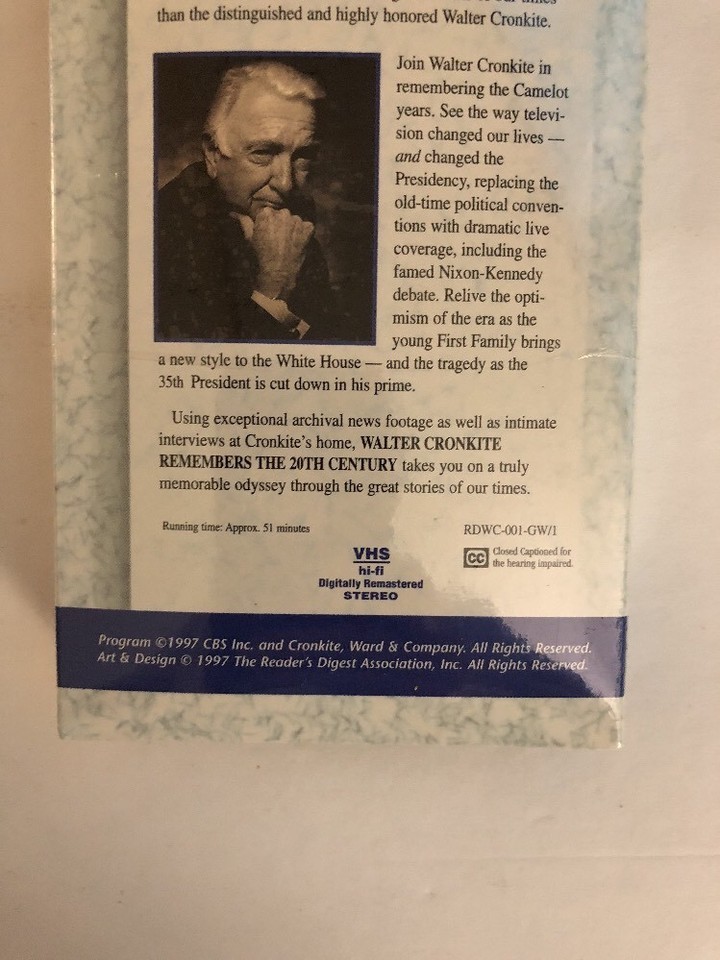 than the distinguished and highly honored Walter Cronkite.
Join Walter Cronkite in
remembering the Camelot
years. See the way televi-
sion changed our lives —
and changed the
Presidency, replacing the
old-time political conven-
tions with dramatic live
coverage, including the
famed Nixon-Kennedy
debate. Relive the opti-
mism of the era as the
young First Family brings
a new style to the White House — and the tragedy as the
35th President is cut down in his prime.
Using exceptional archival news footage as well as intimate
interviews at Cronkite's home, WALTER CRONKITE
REMEMBERS THE 20TH CENTURY takes you on a truly
memorable odyssey through the great stories of our times.
Running time: Approx. 51 minutes
RDWC-001-GW/1
VHS
hi-fi
Digitally Remastered
STEREO
CC Closed Captioned for
the hearing impaired.
Program ©1997 CBS Inc. and Cronkite, Ward & Company. All Rights Reserved.
Art & Design © 1997 The Reader's Digest Association, Inc. All Rights Reserved.